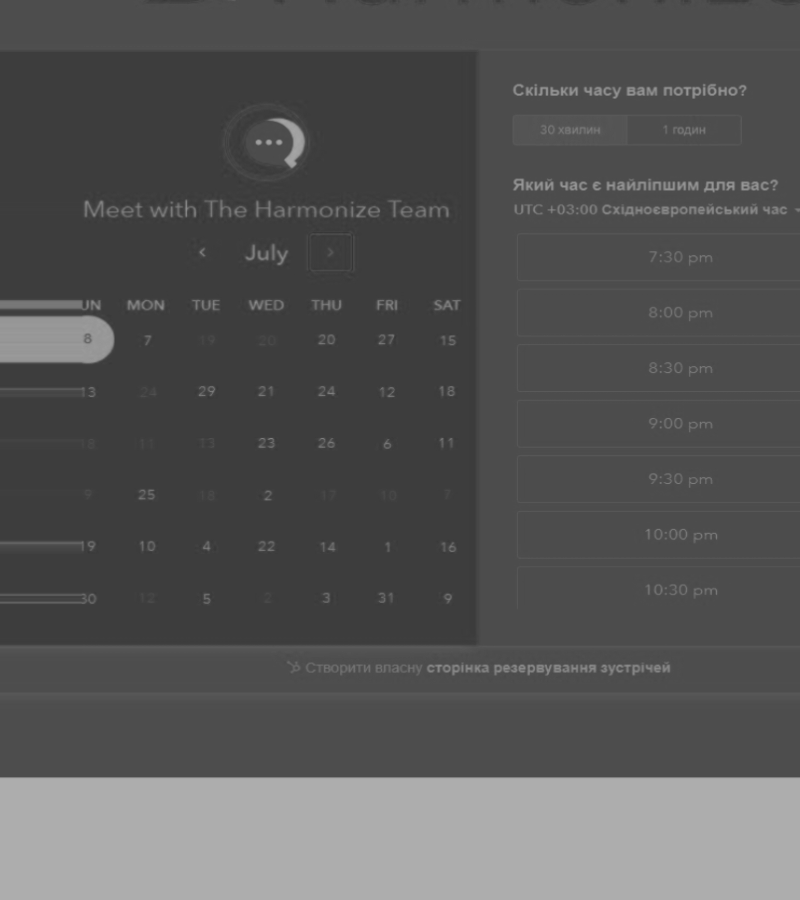 Meet with The Harmonize Team
‹ July ›
UN MON TUE WED THU FRI SAT
8 7 19 20 20 27 15
13 24 29 21 24 12 18
18 11 13 23 26 6 11
9 25 18 2 17 10 7
19 10 4 22 14 1 16
30 12 5 2 3 31 9
Скільки часу вам потрібно?
30 хвилин 1 годин
Який час є найліпшим для вас?
UTC +03:00 Східноєвропейський час
7:30 pm
8:00 pm
8:30 pm
9:00 pm
9:30 pm
10:00 pm
10:30 pm
Створити власну сторінка резервування зустрічей